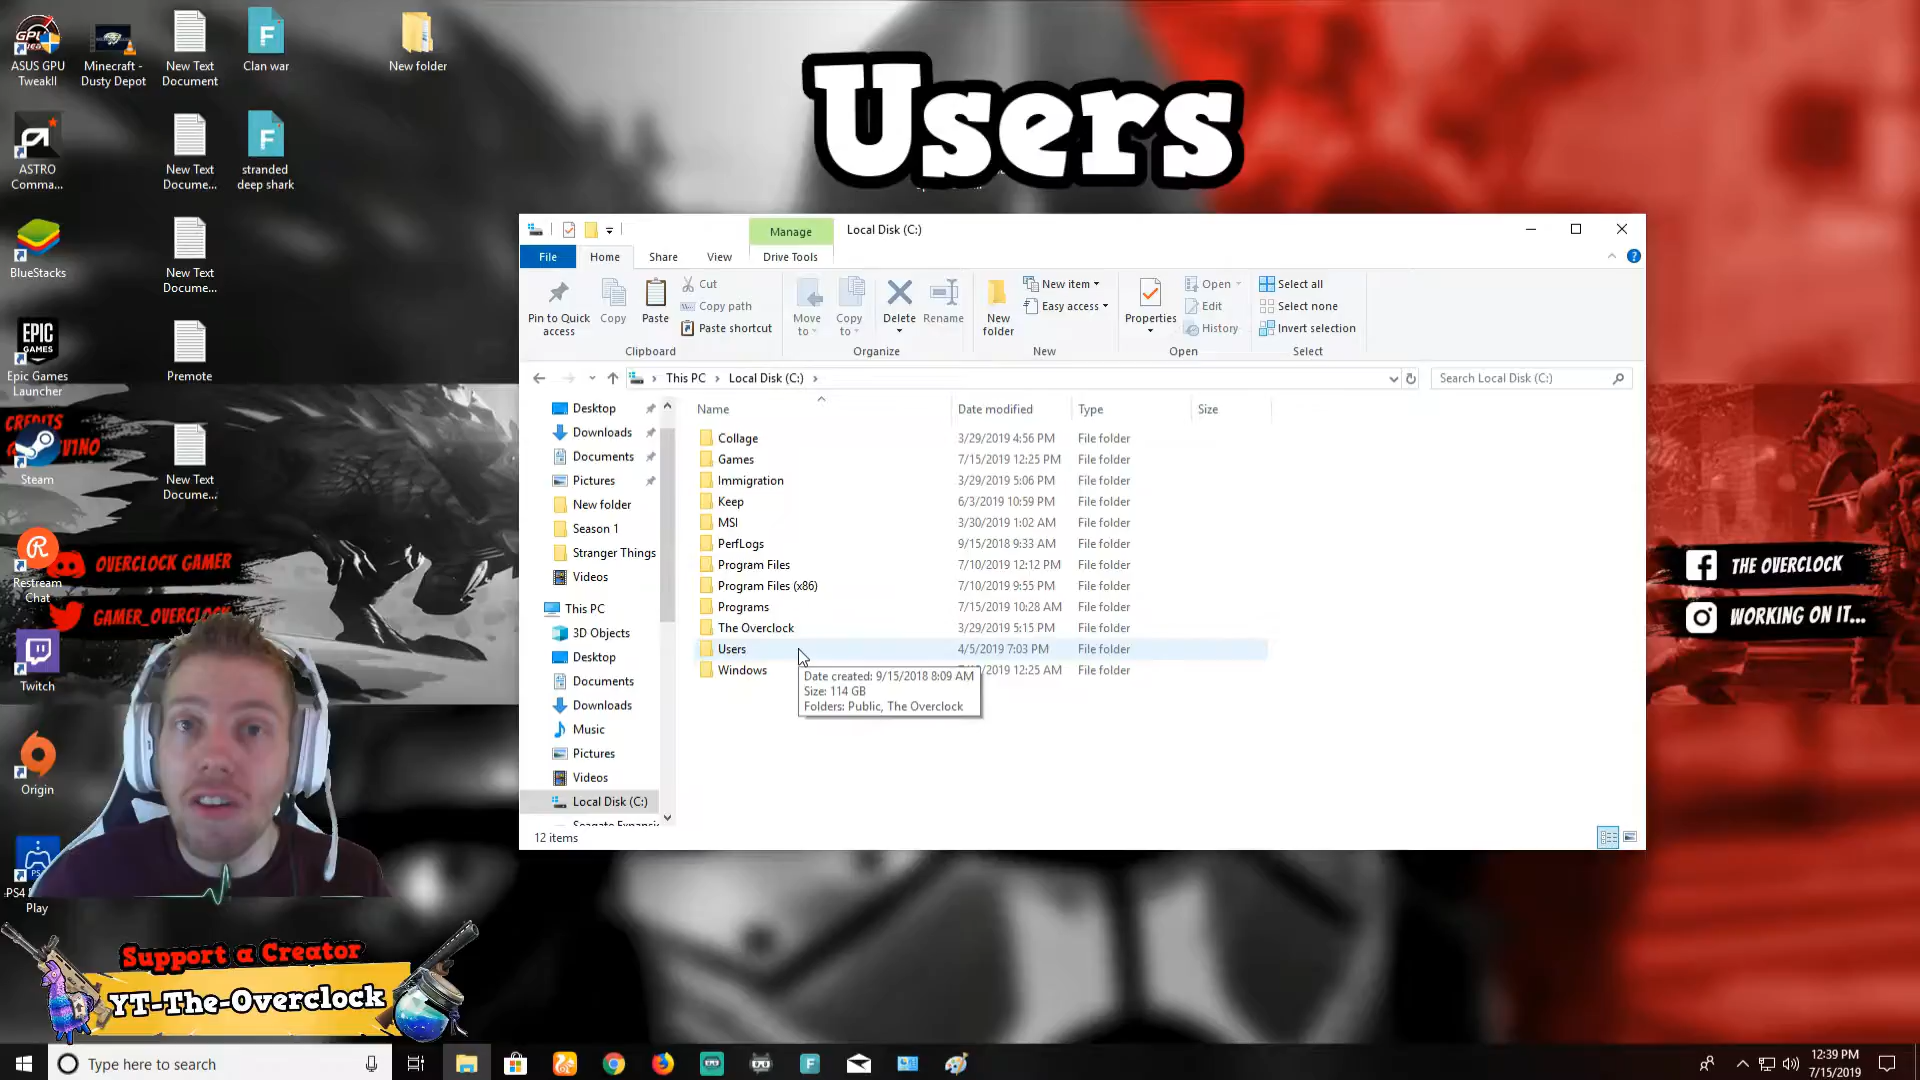 Users
ASUS GPU
TweakII
Minecraft -
Dusty Depot
New Text
Document
Clan war
New folder
ASTRO
Comma...
New Text
Docume...
stranded
deep shark
BlueStacks
New Text
Docume...
EPIC
GAMES
Epic Games
Launcher
Premote
CREDITS
Steam
New Text
Docume...
Restream
Chat
OVERCLOCK GAMER
GAMER_OVERCLOCK
Twitch
Origin
Play
Support a Creator
YT-The-Overclock
THE OVERCLOCK
WORKING ON IT...
Manage
Local Disk (C:)
File
Home
Share
View
Drive Tools
Pin to Quick
access
Copy
Paste
Cut
Copy path
Paste shortcut
Clipboard
Move
to
Copy
to
Delete
Rename
Organize
New
folder
New item
Easy access
New
Properties
Open
Edit
History
Open
Select all
Select none
Invert selection
Select
This PC > Local Disk (C:) >
Search Local Disk (C:)
Desktop
Downloads
Documents
Pictures
New folder
Season 1
Stranger Things
Videos
This PC
3D Objects
Desktop
Documents
Downloads
Music
Pictures
Videos
Local Disk (C:)
Name Date modified Type Size
Collage 3/29/2019 4:56 PM File folder
Games 7/15/2019 12:25 PM File folder
Immigration 3/29/2019 5:06 PM File folder
Keep 6/3/2019 10:59 PM File folder
MSI 3/30/2019 1:02 AM File folder
PerfLogs 9/15/2018 9:33 AM File folder
Program Files 7/10/2019 12:12 PM File folder
Program Files (x86) 7/10/2019 9:55 PM File folder
Programs 7/15/2019 10:28 AM File folder
The Overclock 3/29/2019 5:15 PM File folder
Users 4/5/2019 7:03 PM File folder
Windows 12:25 AM File folder
Date created: 9/15/2018 8:09 AM
Size: 114 GB
Folders: Public, The Overclock
12 items
Type here to search
12:39 PM
7/15/2019